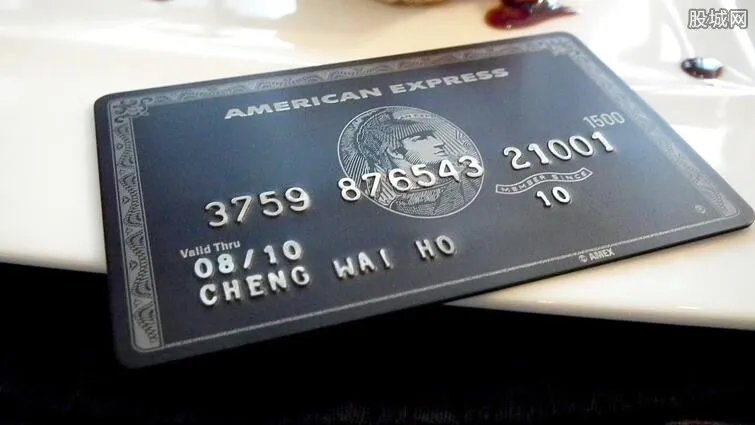 股城网
AMERICAN EXPRESS
1500
3759 876543 21001
MEMBER SINCE
10
Valid Thru
08/10
CHENG WAI HO
®
© AMEX